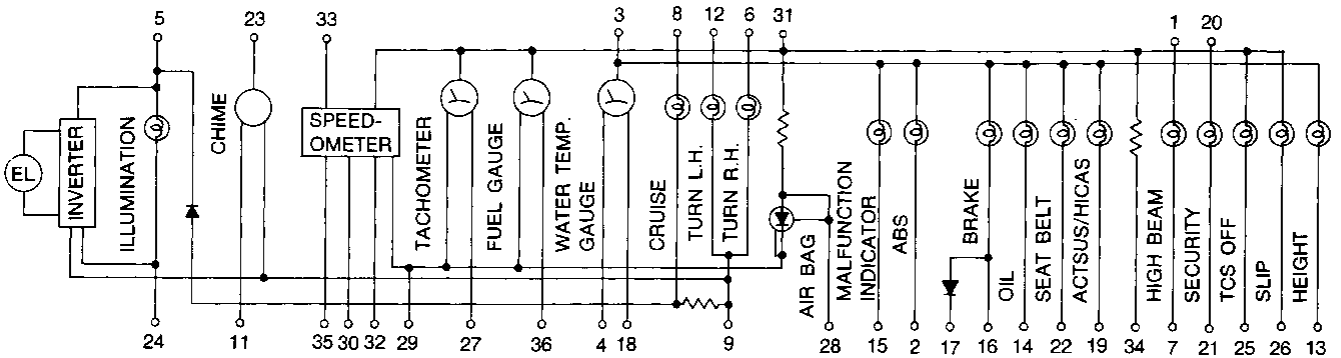 5 23 33 3 8 12 6 31 1 20
EL
INVERTER
ILLUMINATION
CHIME
SPEED-
OMETER
TACHOMETER
FUEL GAUGE
WATER TEMP.
GAUGE
CRUISE
TURN L.H.
TURN R.H.
AIR BAG
MALFUNCTION
INDICATOR
ABS
BRAKE
OIL
SEAT BELT
ACTSUS/HICAS
HIGH BEAM
SECURITY
TCS OFF
SLIP
HEIGHT
24 11 35 30 32 29 27 36 4 18 9 28 15 2 17 16 14 22 19 34 7 21 25 26 13